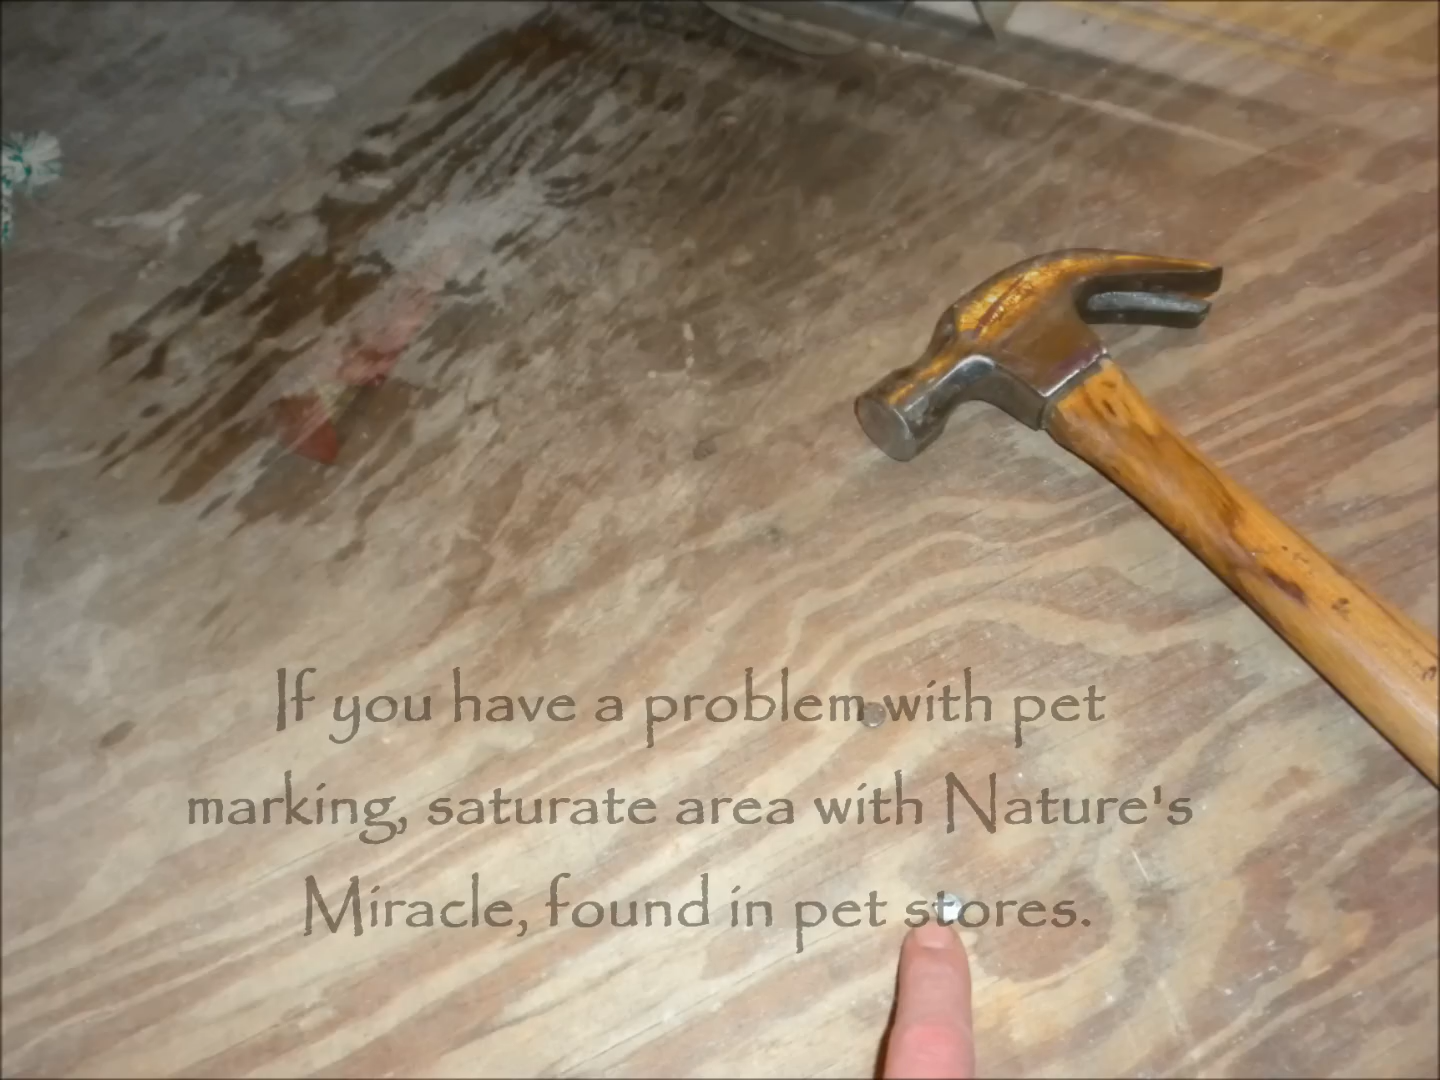 If you have a problem with pet
marking, saturate area with Nature's
Miracle, found in pet stores.